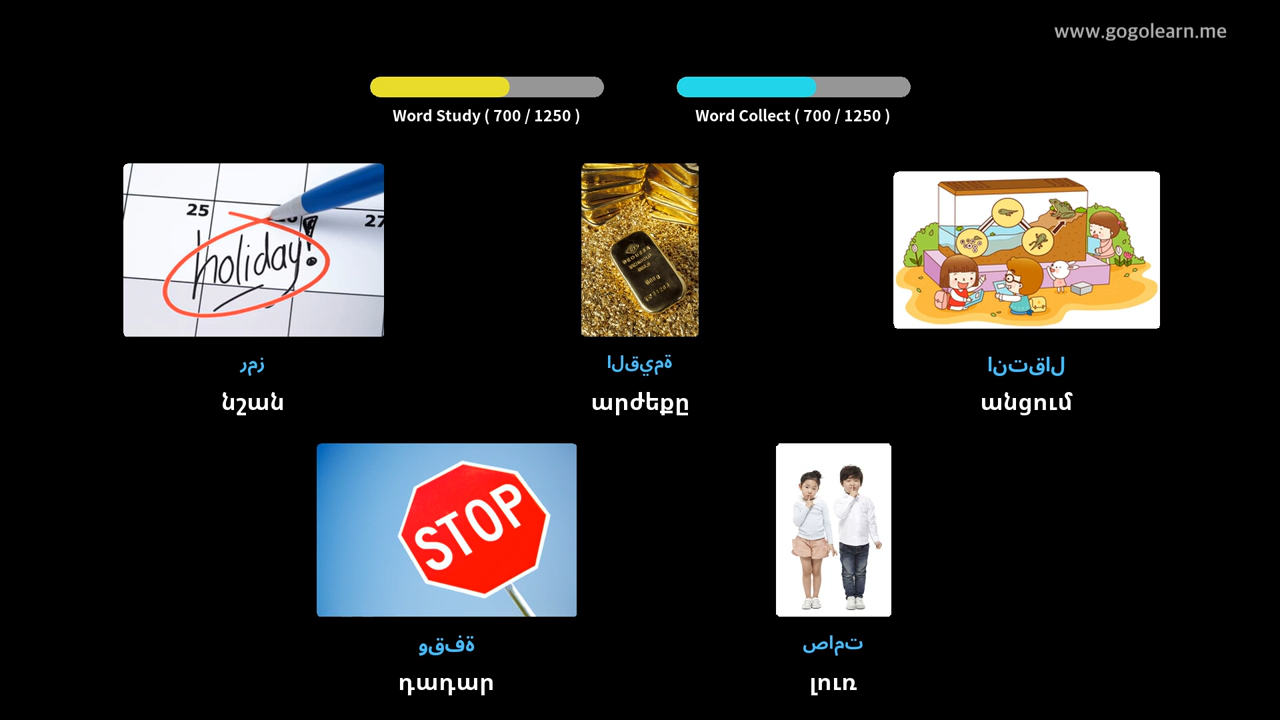 www.gogolearn.me
Word Study ( 700 / 1250 )
Word Collect ( 700 / 1250 )
25
27
holiday!
رمز
القيمة
انتقال
նշան
արժեքը
անցում
STOP
وقفة
صامت
դադար
լուռ